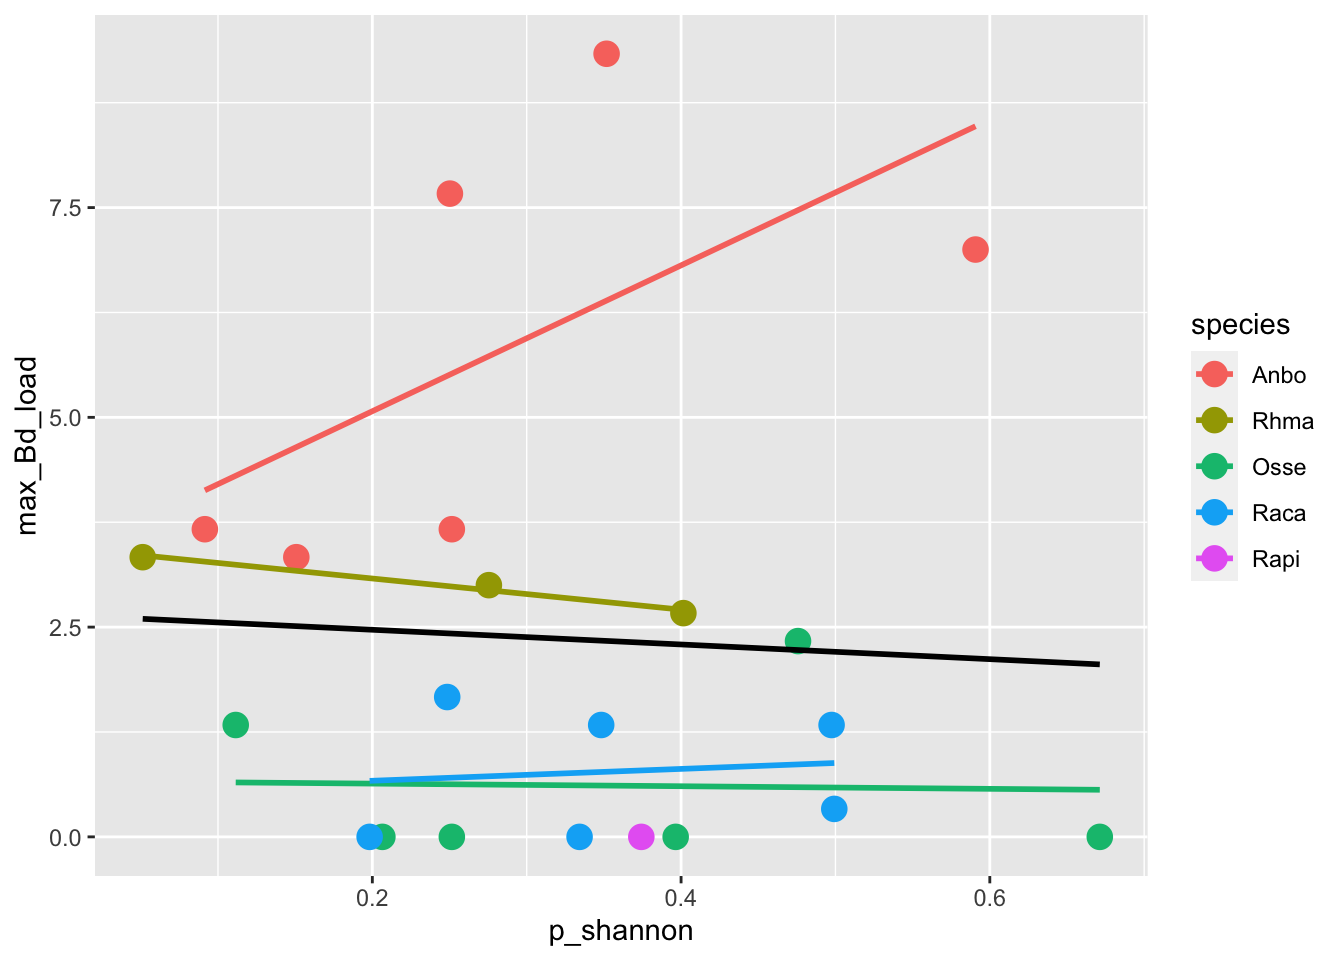 7.5
5.0
2.5
0.0
max_Bd_load
0.2
0.4
0.6
p_shannon
species
Anbo
Rhma
Osse
Raca
Rapi